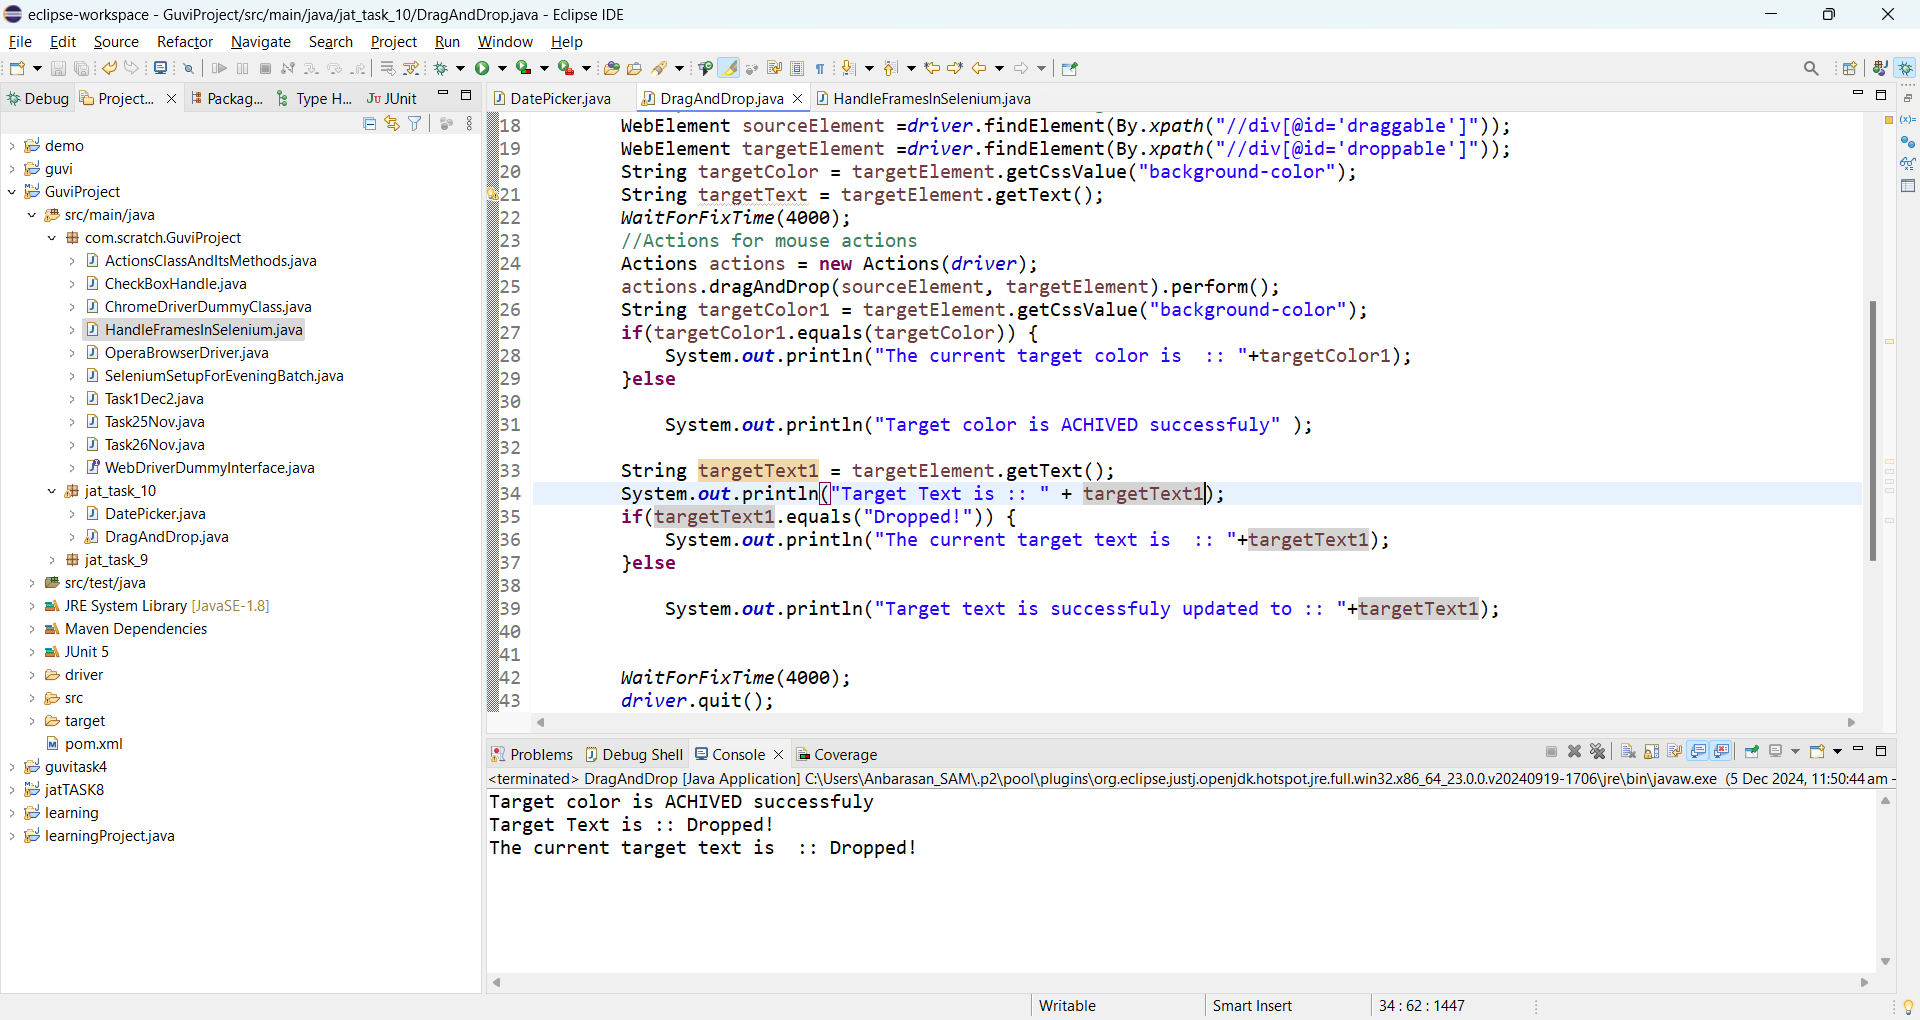 eclipse-workspace - GuviProject/src/main/java/jat_task_10/DragAndDrop.java - Eclipse IDE
File Edit Source Refactor Navigate Search Project Run Window Help
Debug Project... Packag... Type H... JUnit
DatePicker.java DragAndDrop.java HandleFramesInSelenium.java
demo
guvi
GuviProject
src/main/java
com.scratch.GuviProject
ActionsClassAndItsMethods.java
CheckBoxHandle.java
ChromeDriverDummyClass.java
HandleFramesInSelenium.java
OperaBrowserDriver.java
SeleniumSetupForEveningBatch.java
Task1Dec2.java
Task25Nov.java
Task26Nov.java
WebDriverDummyInterface.java
jat_task_10
DatePicker.java
DragAndDrop.java
jat_task_9
src/test/java
JRE System Library [JavaSE-1.8]
Maven Dependencies
JUnit 5
driver
src
target
pom.xml
guvitask4
jatTASK8
learning
learningProject.java
18 WebElement sourceElement =driver.findElement(By.xpath("//div[@id='draggable']"));
19 WebElement targetElement =driver.findElement(By.xpath("//div[@id='droppable']"));
20 String targetColor = targetElement.getCssValue("background-color");
21 String targetText = targetElement.getText();
22 WaitForFixTime(4000);
23 //Actions for mouse actions
24 Actions actions = new Actions(driver);
25 actions.dragAndDrop(sourceElement, targetElement).perform();
26 String targetColor1 = targetElement.getCssValue("background-color");
27 if(targetColor1.equals(targetColor)) {
28 System.out.println("The current target color is  :: "+targetColor1);
29 }else
30
31 System.out.println("Target color is ACHIVED successfuly" );
32
33 String targetText1 = targetElement.getText();
34 System.out.println("Target Text is :: " + targetText1);
35 if(targetText1.equals("Dropped!")) {
36 System.out.println("The current target text is  :: "+targetText1);
37 }else
38
39 System.out.println("Target text is successfuly updated to :: "+targetText1);
40
41
42 WaitForFixTime(4000);
43 driver.quit();
Problems Debug Shell Console Coverage
<terminated> DragAndDrop [Java Application] C:\Users\Anbarasan_SAM\.p2\pool\plugins\org.eclipse.justj.openjdk.hotspot.jre.full.win32.x86_64_23.0.0.v20240919-1706\jre\bin\javaw.exe (5 Dec 2024, 11:50:44 am -
Target color is ACHIVED successfuly
Target Text is :: Dropped!
The current target text is  :: Dropped!
Writable Smart Insert 34 : 62 : 1447